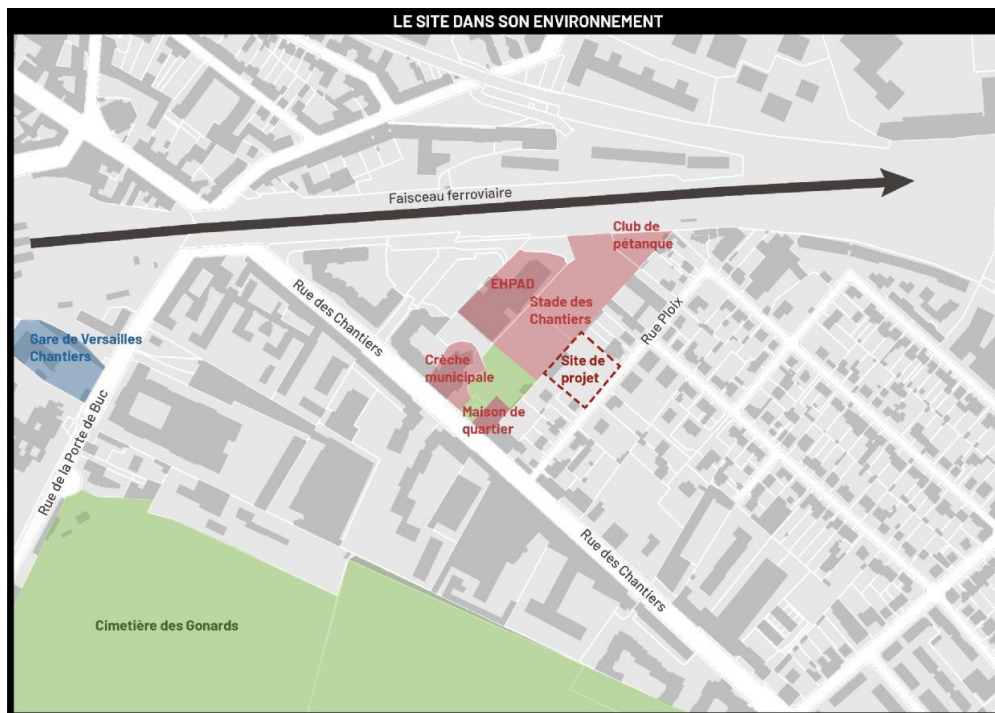 LE SITE DANS SON ENVIRONNEMENT
Faisceau ferroviaire
Club de
pétanque
EHPAD
Rue des Chantiers
Stade des
Chantiers
Rue Ploix
Gare de Versailles
Chantiers
Crèche
municipale
Site de
projet
Maison de
quartier
Rue de la Porte de Buc
Rue des Chantiers
Cimetière des Gonards